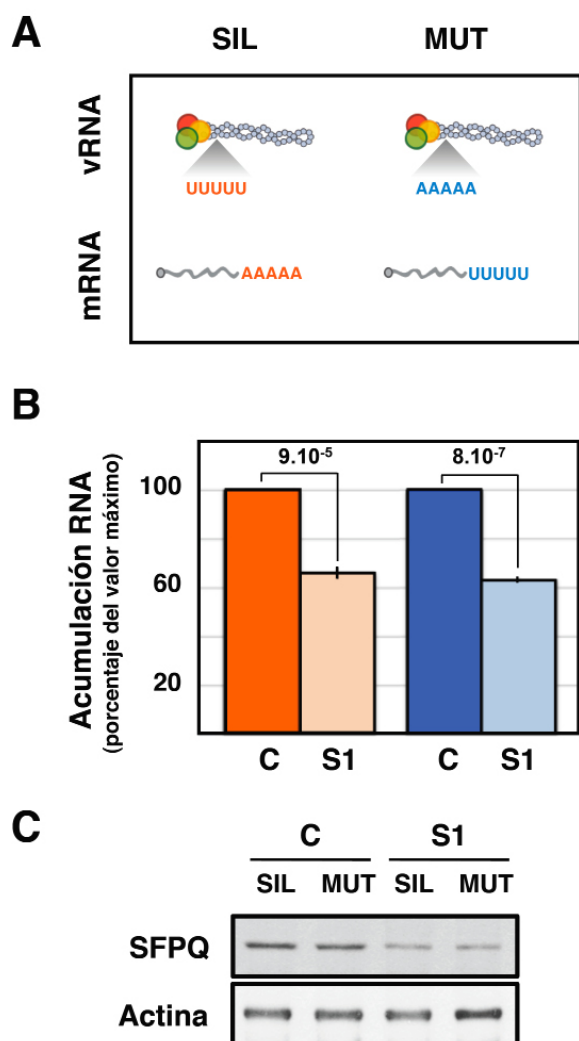 A
SIL MUT
vRNA
UUUUU AAAAA
mRNA
AAAAA UUUUU
B
Acumulación RNA
(porcentaje del valor máximo)
9.10-5 8.10-7
100
60
20
C S1 C S1
C
C S1
SIL MUT SIL MUT
SFPQ
Actina